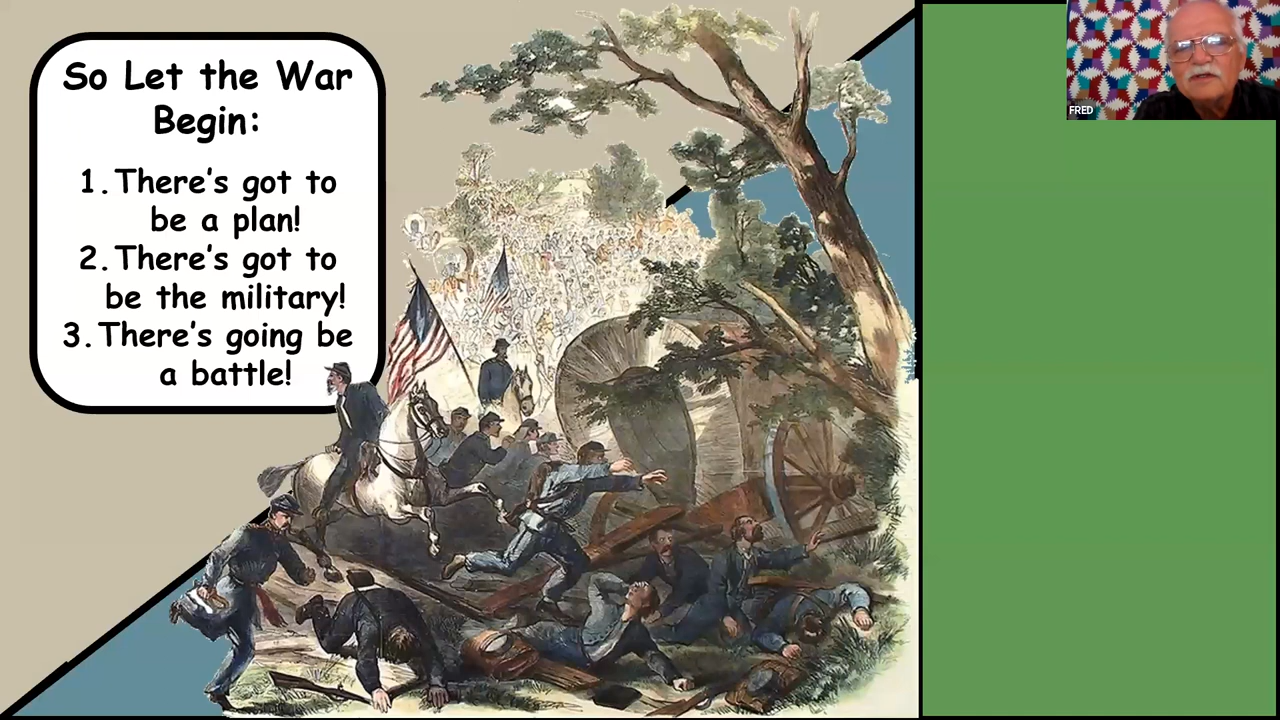 So Let the War
Begin:
1. There's got to
be a plan!
2. There's got to
be the military!
3. There's going be
a battle!
FRED